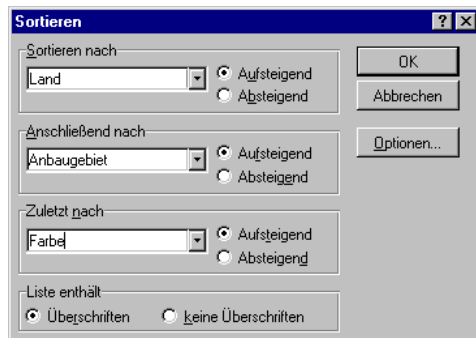 Sortieren
Sortieren nach
Land
Aufsteigend
Absteigend
OK
Abbrechen
Anschließend nach
Anbaugebiet
Aufsteigend
Absteigend
Optionen...
Zuletzt nach
Farbe
Aufsteigend
Absteigend
Liste enthält
Überschriften
keine Überschriften